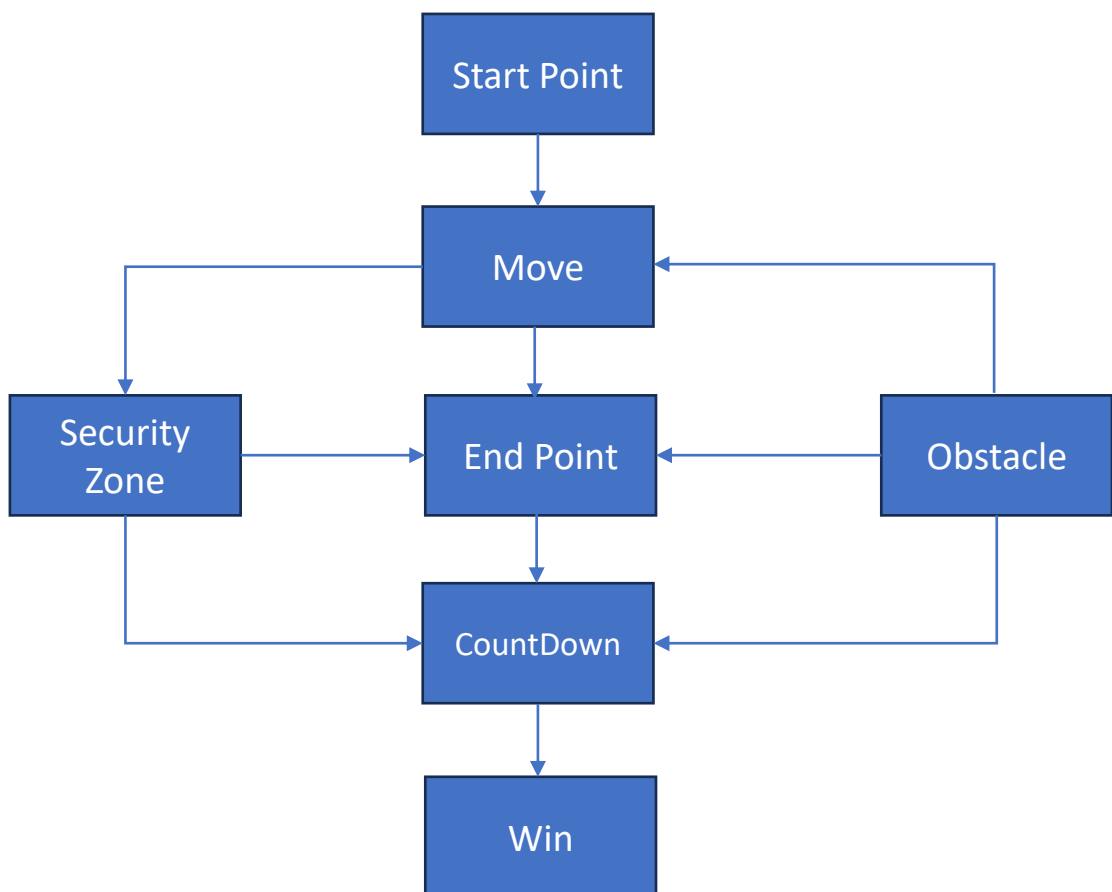 Start Point
Move
Security
Zone
End Point
Obstacle
CountDown
Win